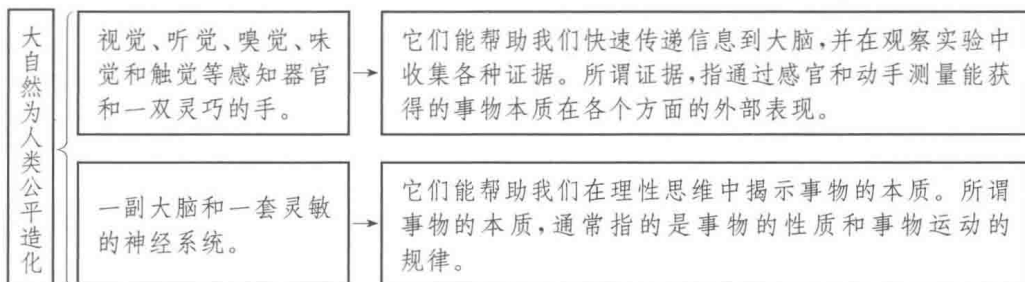 大自然为人类公平造化
视觉、听觉、嗅觉、味
觉和触觉等感知器官
和一双灵巧的手。
它们能帮助我们快速传递信息到大脑,并在观察实验中
收集各种证据。所谓证据,指通过感官和动手测量能获
得的事物本质在各个方面的外部表现。
一副大脑和一套灵敏
的神经系统。
它们能帮助我们在理性思维中揭示事物的本质。所谓
事物的本质,通常指的是事物的性质和事物运动的
规律。